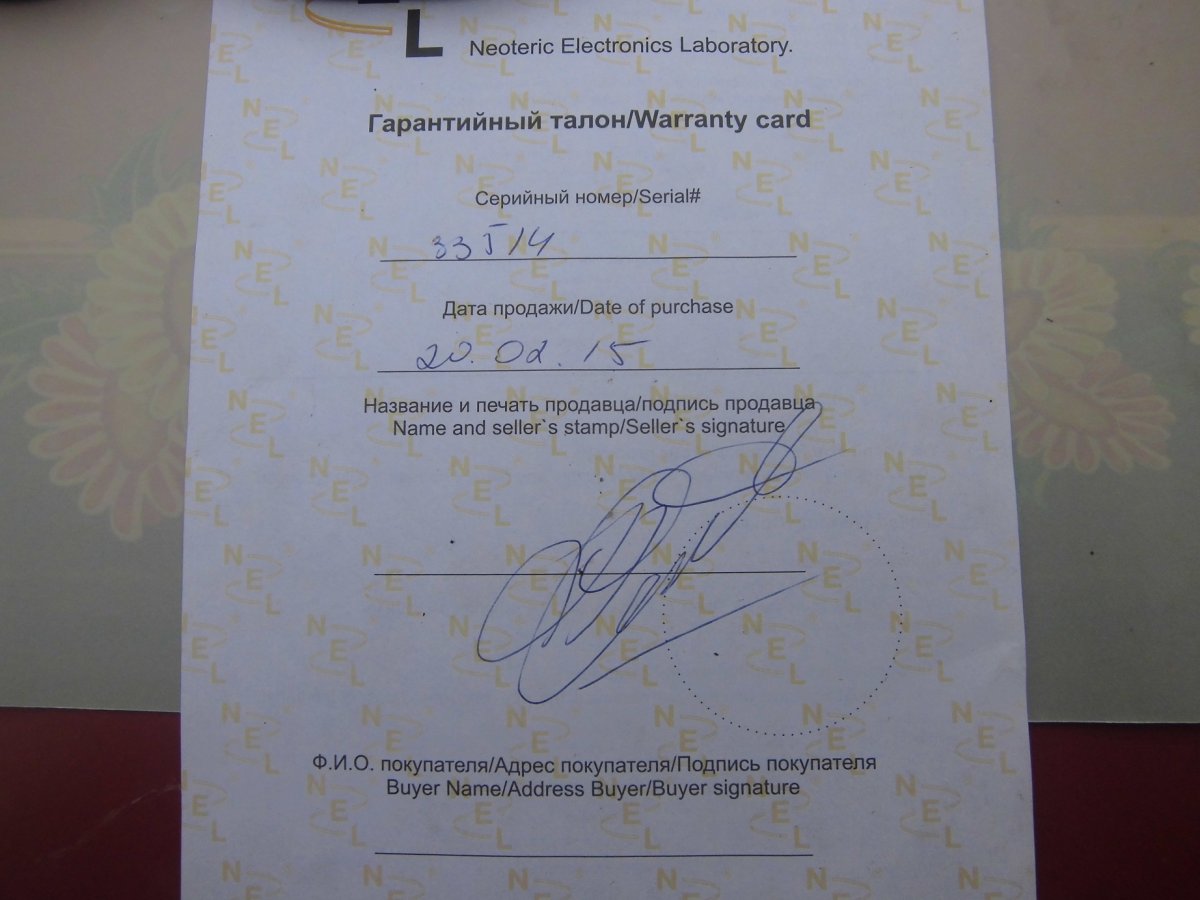 L
Neoteric Electronics Laboratory.
Гарантийный талон/Warranty card
Серийный номер/Serial#
Дата продажи/Date of purchase
20.02.15
Название и печать продавца/подпись продавца
Name and seller`s stamp/Seller`s signature
Ф.И.О. покупателя/Адрес покупателя/Подпись покупателя
Buyer Name/Address Buyer/Buyer signature